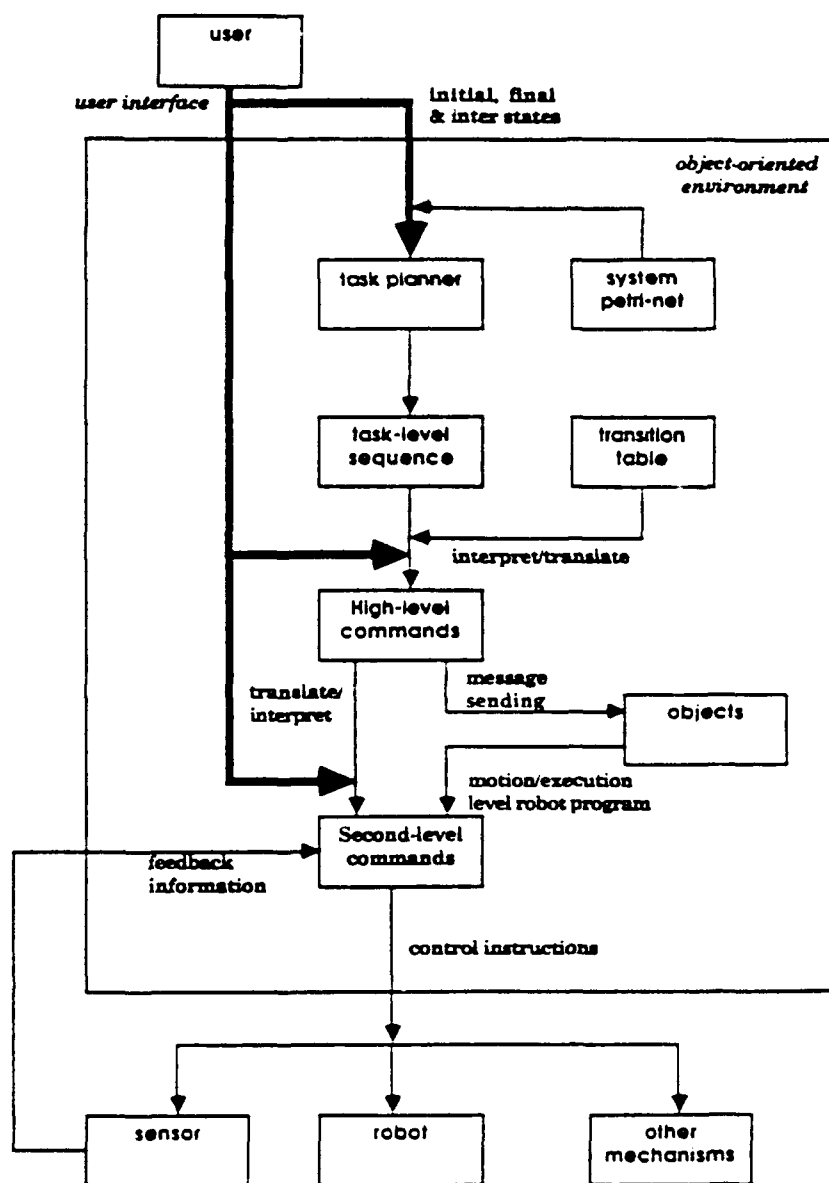 user
user interface
initial, final
& inter states
object-oriented
environment
task planner
system
petri-net
task-level
sequence
transition
table
interpret/translate
High-level
commands
translate/
interpret
message
sending
objects
motion/execution
level robot program
Second-level
commands
feedback
information
control instructions
sensor
robot
other
mechanisms